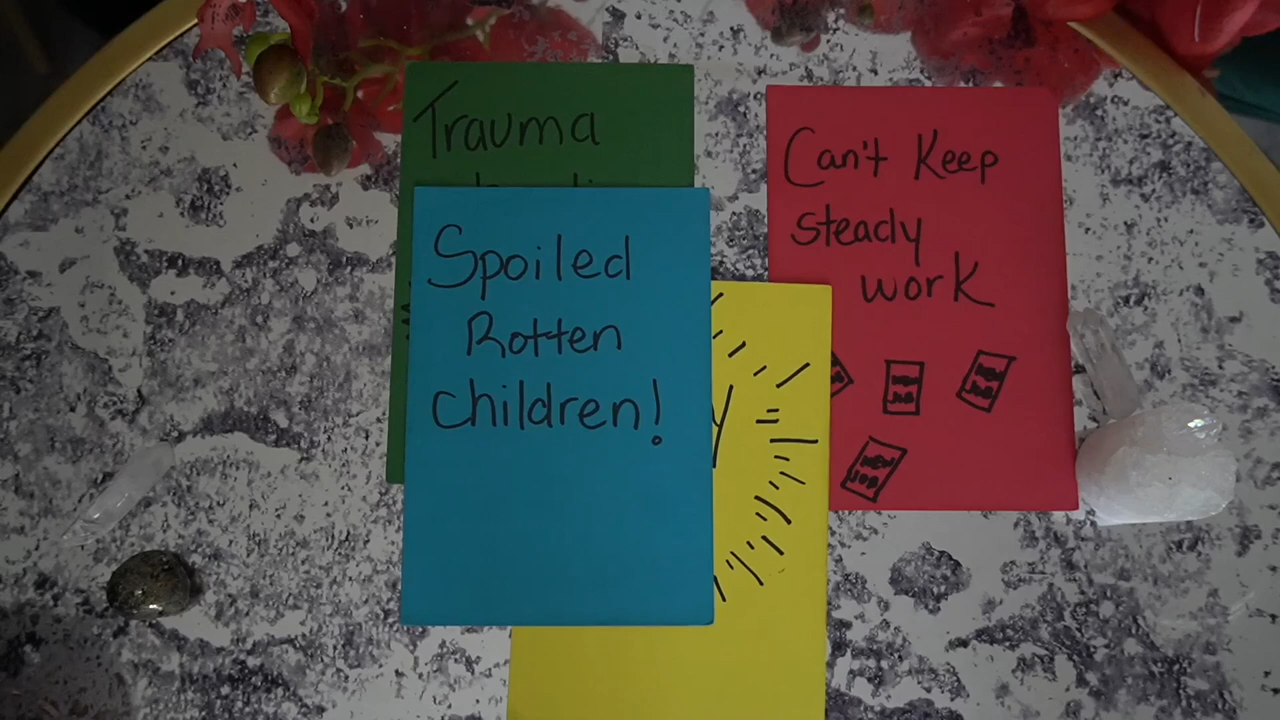 Trauma
Spoiled
Rotten
children!
Can't Keep
steady
work